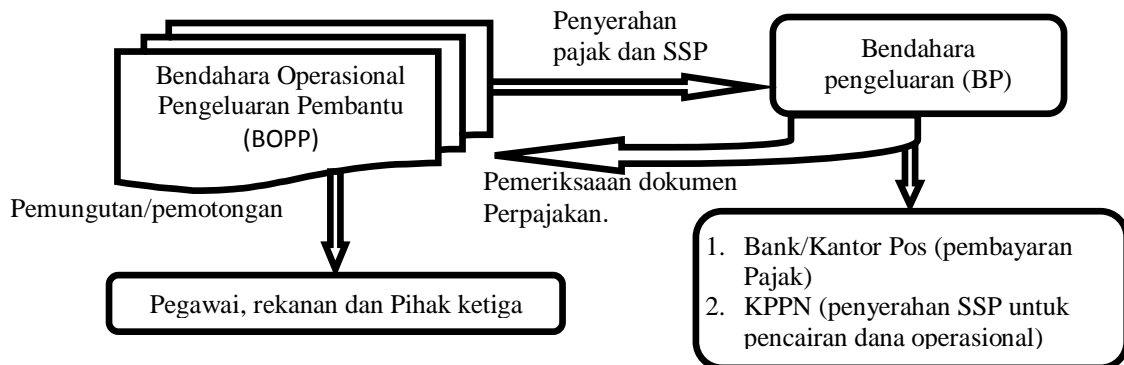 Penyerahan
pajak dan SSP
Bendahara Operasional
Pengeluaran Pembantu
(BOPP)
Bendahara
pengeluaran (BP)
Pemeriksaaan dokumen
Perpajakan.
Pemungutan/pemotongan
Pegawai, rekanan dan Pihak ketiga
1. Bank/Kantor Pos (pembayaran
Pajak)
2. KPPN (penyerahan SSP untuk
pencairan dana operasional)